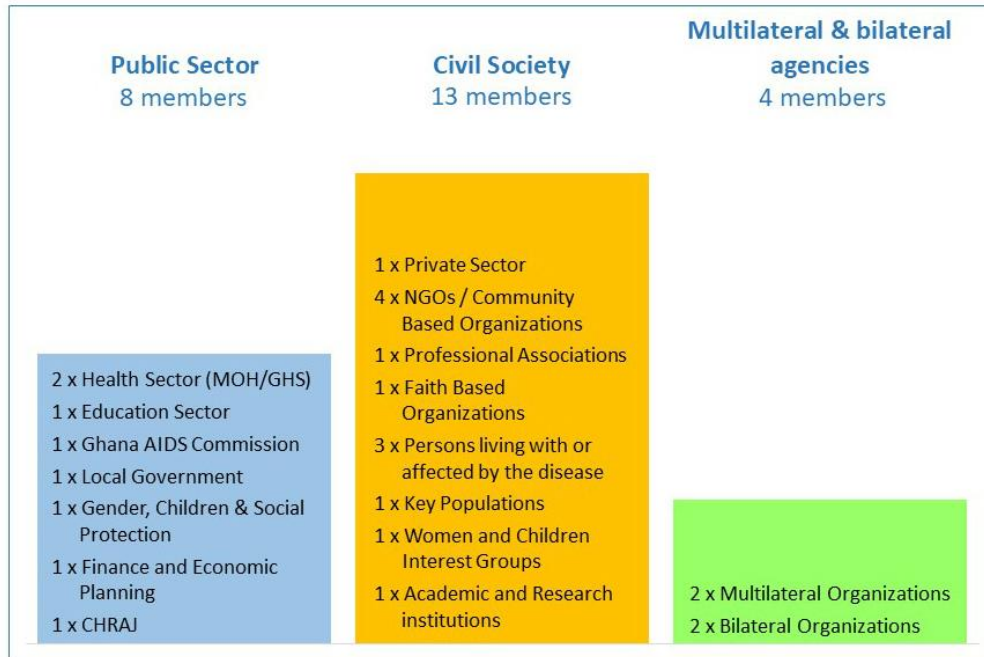 Public Sector
8 members
2 x Health Sector (MOH/GHS)
1 x Education Sector
1 x Ghana AIDS Commission
1 x Local Government
1 x Gender, Children & Social
Protection
1 x Finance and Economic
Planning
1 x CHRAJ
Civil Society
13 members
1 x Private Sector
4 x NGOs / Community
Based Organizations
1 x Professional Associations
1 x Faith Based
Organizations
3 x Persons living with or
affected by the disease
1 x Key Populations
1 x Women and Children
Interest Groups
1 x Academic and Research
institutions
Multilateral & bilateral
agencies
4 members
2 x Multilateral Organizations
2 x Bilateral Organizations